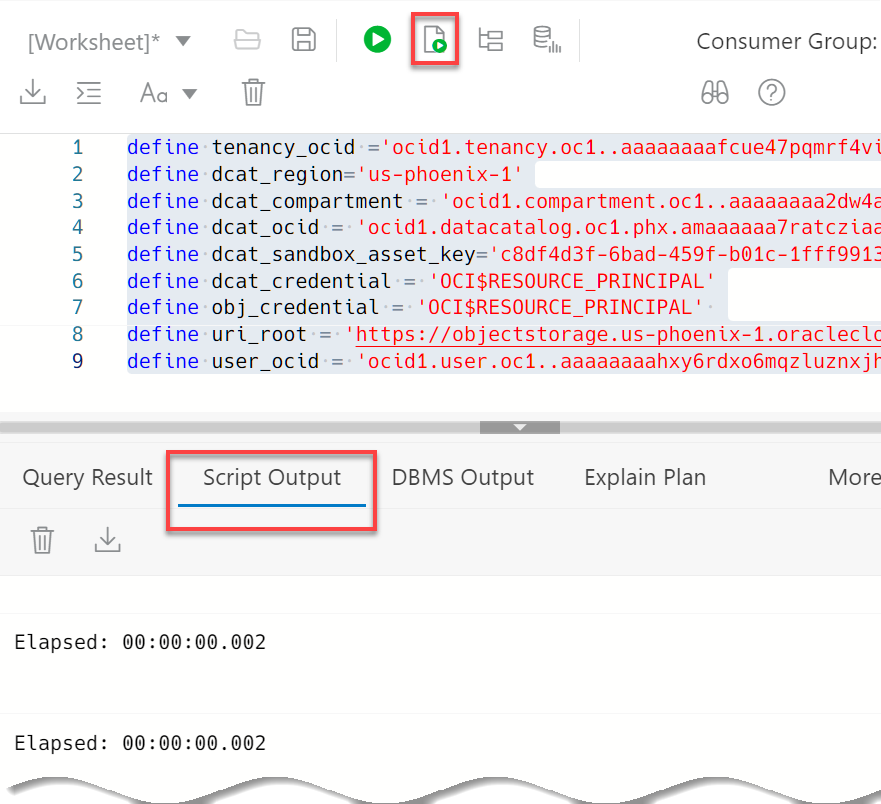 [Worksheet]*
Consumer Group:
Aa
?
1 define tenancy_ocid ='ocid1.tenancy.oc1..aaaaaaaafcue47pqmrf4vi
2 define dcat_region='us-phoenix-1'
3 define dcat_compartment = 'ocid1.compartment.oc1..aaaaaaaa2dw4a
4 define dcat_ocid = 'ocid1.datacatalog.oc1.phx.amaaaaaa7ratcziaa
5 define dcat_sandbox_asset_key='c8df4d3f-6bad-459f-b01c-1fff9913
6 define dcat_credential = 'OCI$RESOURCE_PRINCIPAL'
7 define obj_credential = 'OCI$RESOURCE_PRINCIPAL'
8 define uri_root = 'https://objectstorage.us-phoenix-1.oracleclo
9 define user_ocid = 'ocid1.user.oc1..aaaaaaaahxy6rdxo6mqzluznxjh
Query Result Script Output DBMS Output Explain Plan More
Elapsed: 00:00:00.002
Elapsed: 00:00:00.002